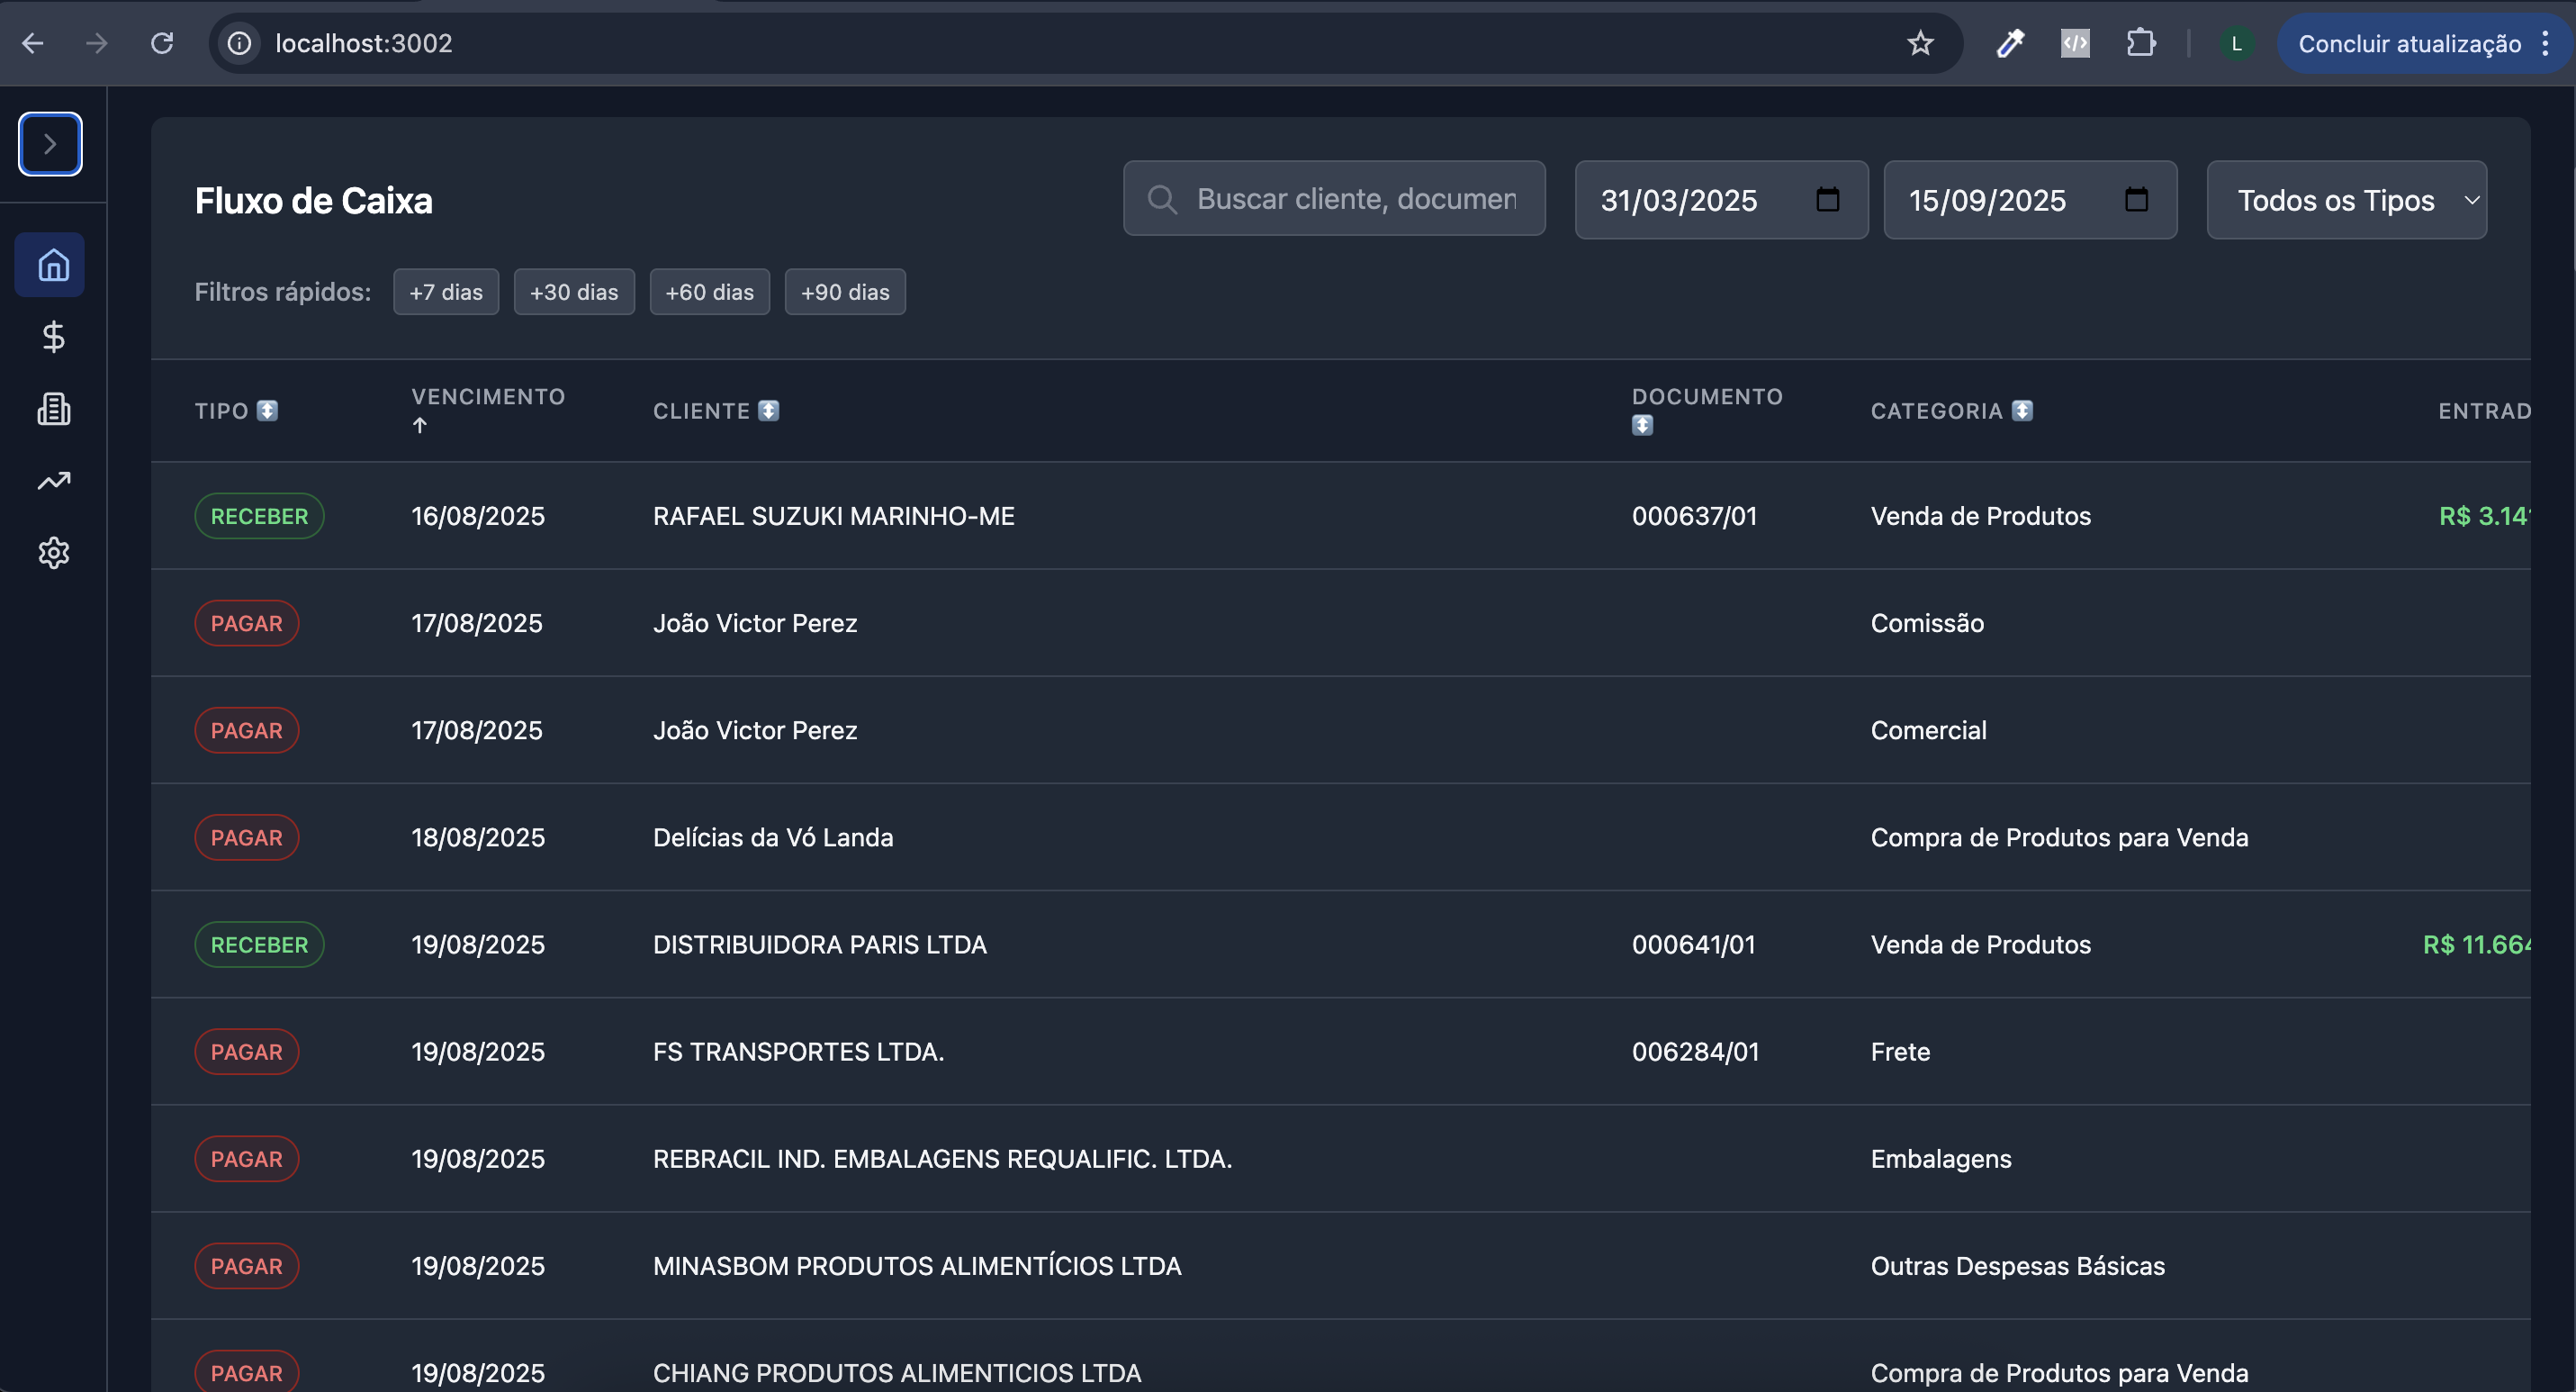 localhost:3002
L
Concluir atualização
Fluxo de Caixa
Buscar cliente, documen
31/03/2025
15/09/2025
Todos os Tipos
Filtros rápidos: +7 dias +30 dias +60 dias +90 dias
TIPO VENCIMENTO ↑ CLIENTE DOCUMENTO CATEGORIA ENTRAD
RECEBER 16/08/2025 RAFAEL SUZUKI MARINHO-ME 000637/01 Venda de Produtos R$ 3.141
PAGAR 17/08/2025 João Victor Perez Comissão
PAGAR 17/08/2025 João Victor Perez Comercial
PAGAR 18/08/2025 Delícias da Vó Landa Compra de Produtos para Venda
RECEBER 19/08/2025 DISTRIBUIDORA PARIS LTDA 000641/01 Venda de Produtos R$ 11.664
PAGAR 19/08/2025 FS TRANSPORTES LTDA. 006284/01 Frete
PAGAR 19/08/2025 REBRACIL IND. EMBALAGENS REQUALIFIC. LTDA. Embalagens
PAGAR 19/08/2025 MINASBOM PRODUTOS ALIMENTÍCIOS LTDA Outras Despesas Básicas
PAGAR 19/08/2025 CHIANG PRODUTOS ALIMENTICIOS LTDA Compra de Produtos para Venda